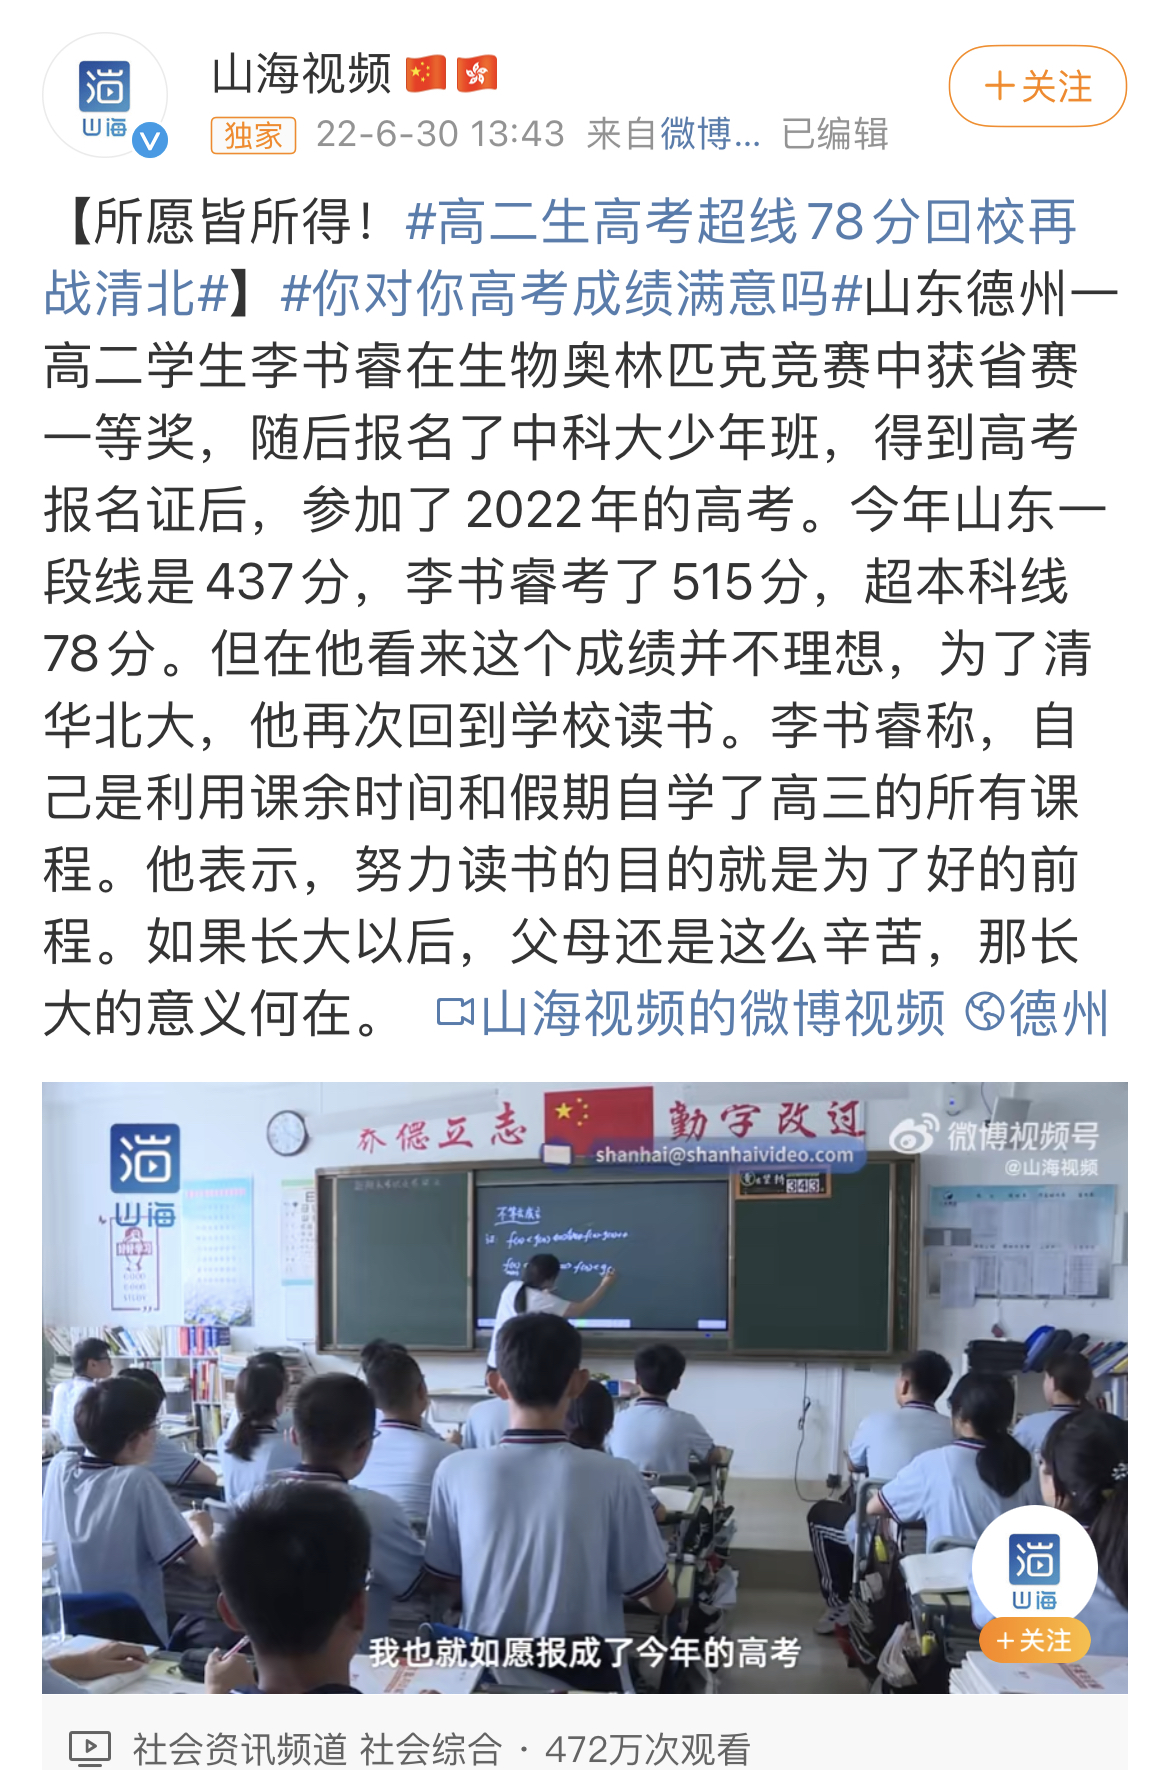 山海视频
独家 22-6-30 13:43 来自微博... 已编辑
+关注
山海
【所愿皆所得！#高二生高考超线78分回校再
战清北#】#你对你高考成绩满意吗#山东德州一
高二学生李书睿在生物奥林匹克竞赛中获省赛
一等奖，随后报名了中科大少年班，得到高考
报名证后，参加了2022年的高考。今年山东一
段线是437分，李书睿考了515分，超本科线
78分。但在他看来这个成绩并不理想，为了清
华北大，他再次回到学校读书。李书睿称，自
己是利用课余时间和假期自学了高三的所有课
程。他表示，努力读书的目的就是为了好的前
程。如果长大以后，父母还是这么辛苦，那长
大的意义何在。 山海视频的微博视频 德州
立志 勤学改过
shanhai@shanhaivideo.com
微博视频号
@山海视频
山海
343
好好学习
GOOD
GOOD
STUDY
山海
+关注
我也就如愿报成了今年的高考
社会资讯频道 社会综合 · 472万次观看